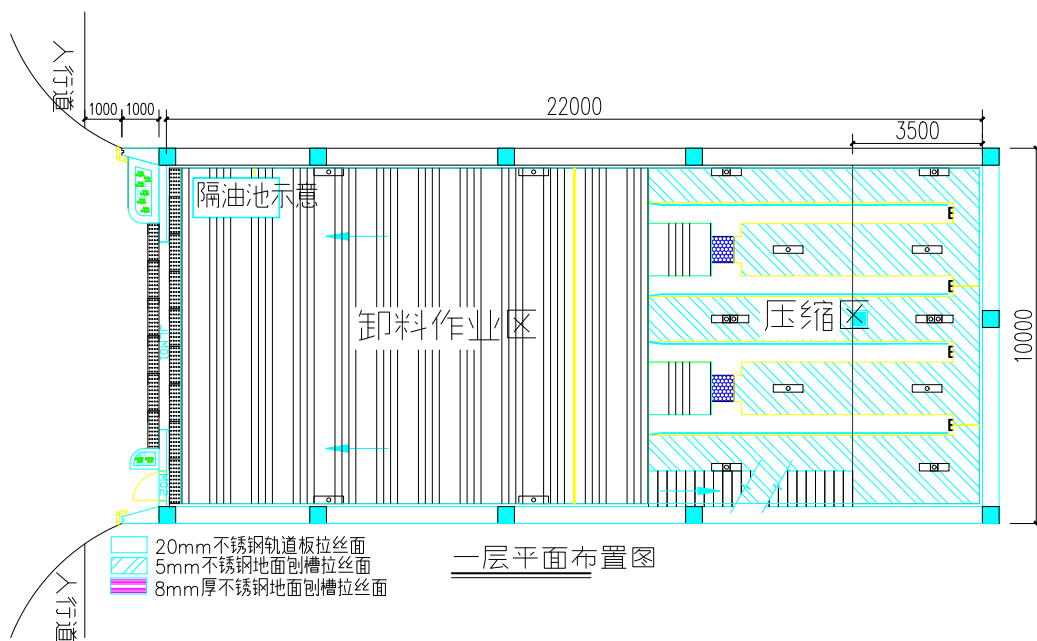 人行道
1000
1000
22000
3500
隔油池示意
E
E
卸料作业区
压缩区
JLM01
10000
E
E
M02
20mm不锈钢轨道板拉丝面
5mm不锈钢地面刨槽拉丝面
8mm厚不锈钢地面刨槽拉丝面
一层平面布置图
人行道